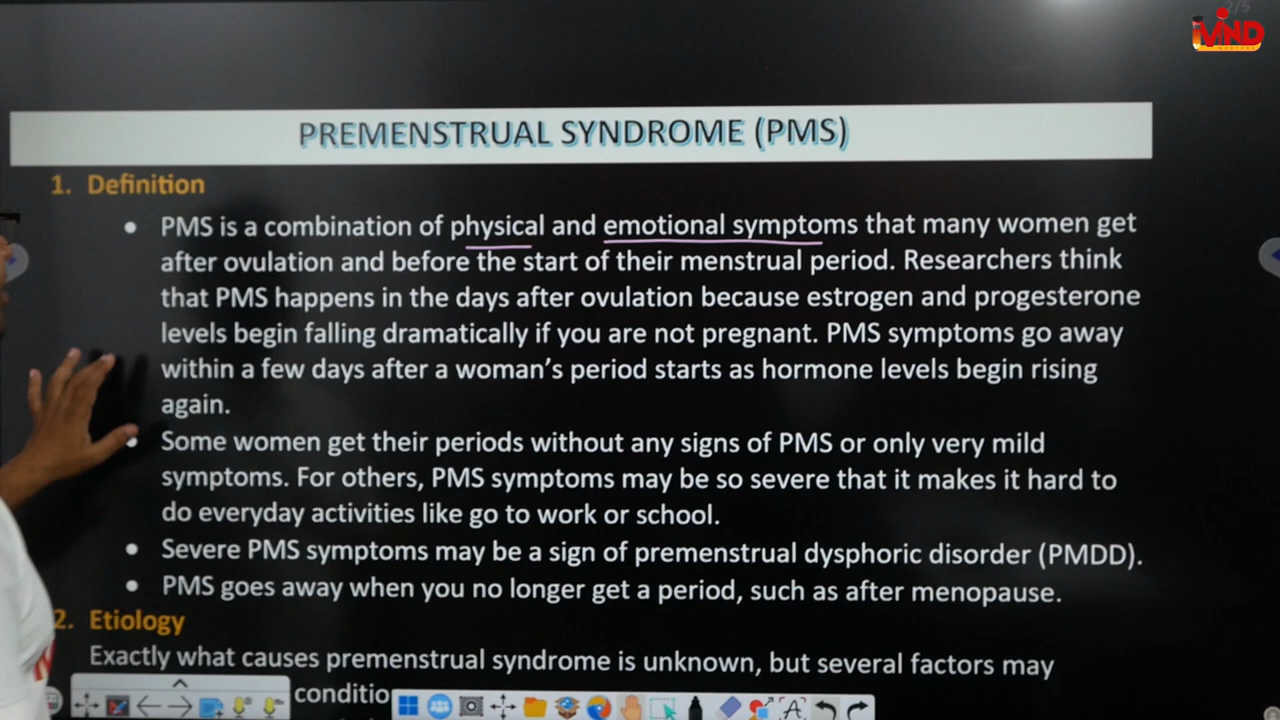 2/5
MIND
PREMENSTRUAL SYNDROME (PMS)
1. Definition
• PMS is a combination of physical and emotional symptoms that many women get
after ovulation and before the start of their menstrual period. Researchers think
that PMS happens in the days after ovulation because estrogen and progesterone
levels begin falling dramatically if you are not pregnant. PMS symptoms go away
within a few days after a woman's period starts as hormone levels begin rising
again.
• Some women get their periods without any signs of PMS or only very mild
symptoms. For others, PMS symptoms may be so severe that it makes it hard to
do everyday activities like go to work or school.
• Severe PMS symptoms may be a sign of premenstrual dysphoric disorder (PMDD).
• PMS goes away when you no longer get a period, such as after menopause.
2. Etiology
Exactly what causes premenstrual syndrome is unknown, but several factors may
conditio